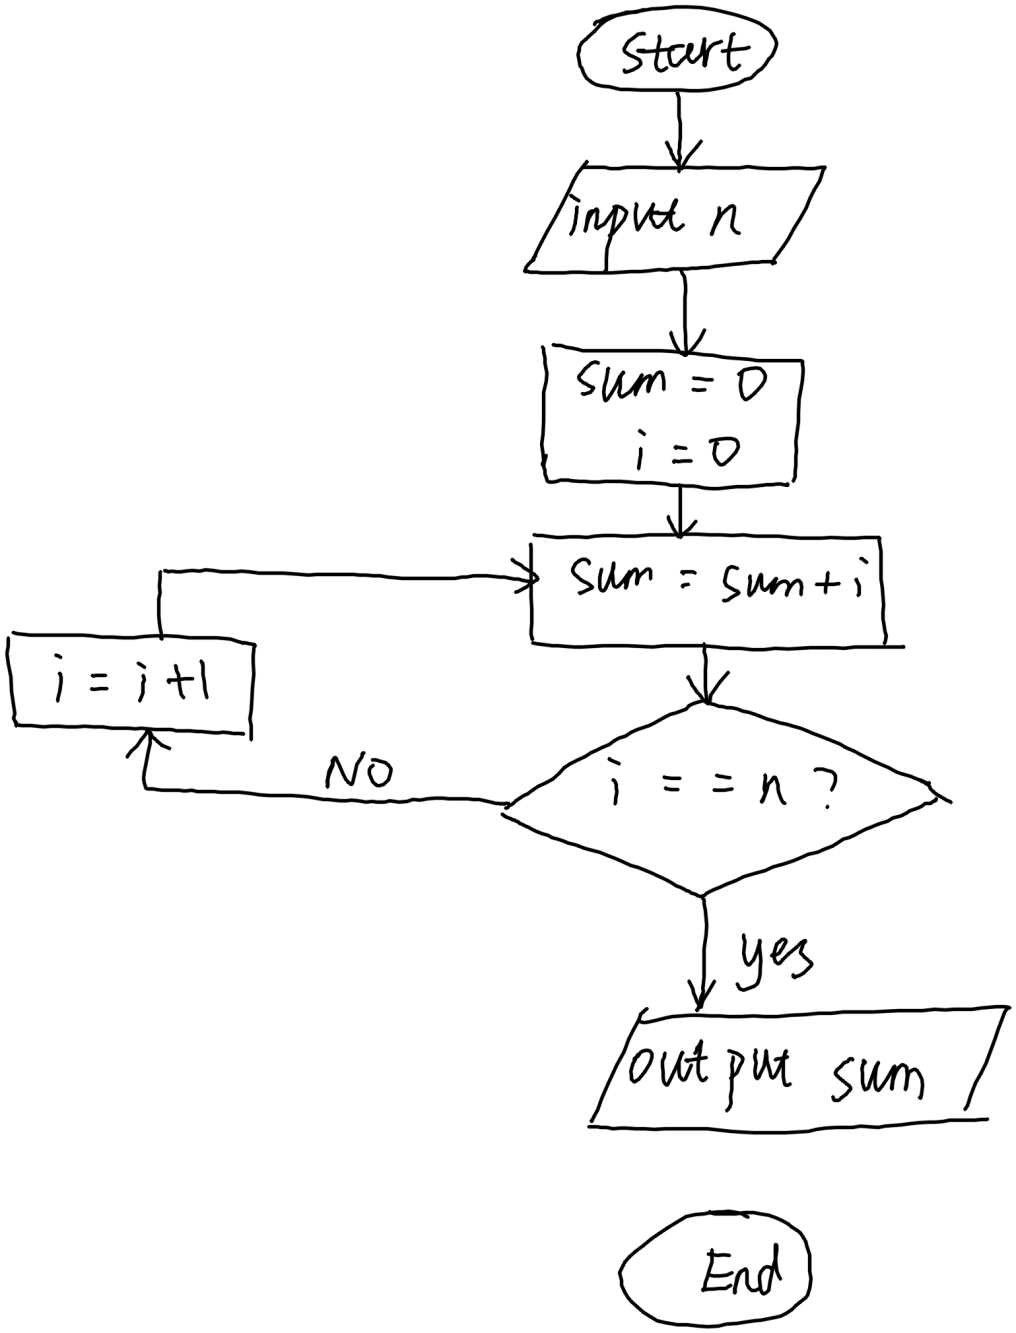 Start
input n
sum = 0
i = 0
sum = sum + i
i = i +1
NO
i = = n ?
yes
output sum
End